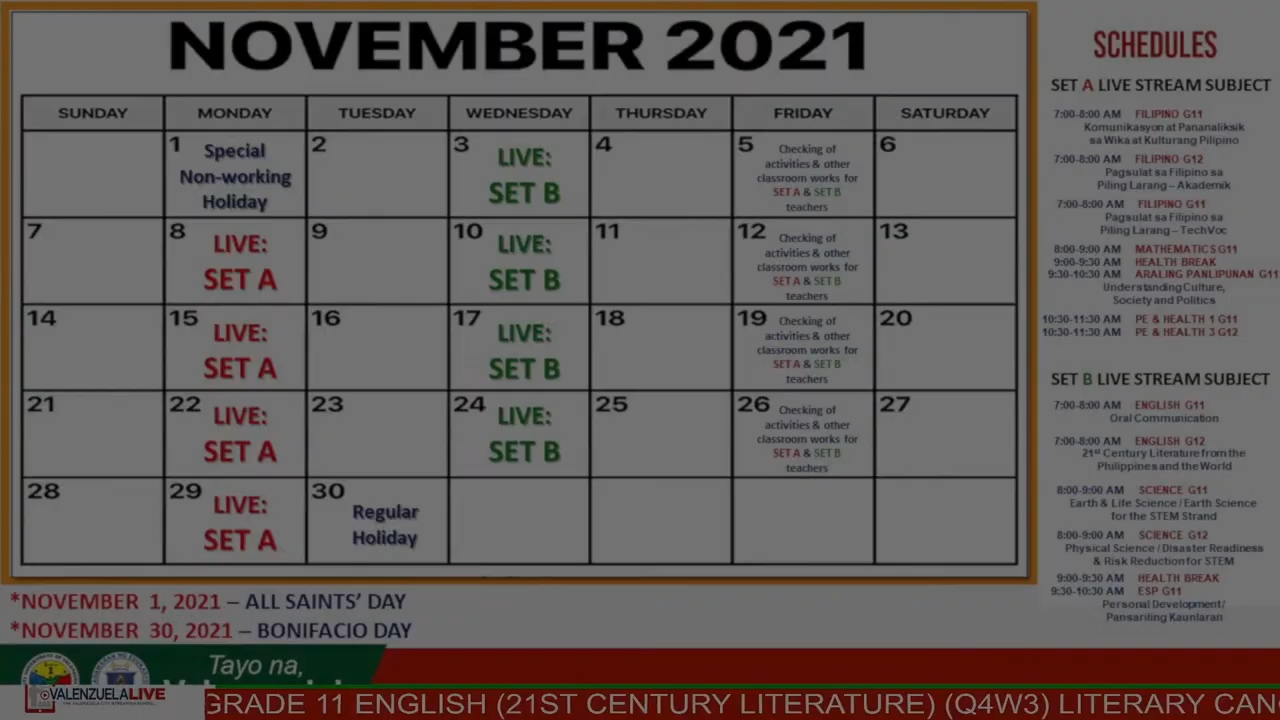 NOVEMBER 2021
SUNDAY MONDAY TUESDAY WEDNESDAY THURSDAY FRIDAY SATURDAY
1 Special
Non-working
Holiday
2
3 LIVE:
SET B
4
5 Checking of
activities & other
classroom works for
SET A & SET B
teachers
6
7
8 LIVE:
SET A
9
10 LIVE:
SET B
11
12 Checking of
activities & other
classroom works for
SET A & SET B
teachers
13
14
15 LIVE:
SET A
16
17 LIVE:
SET B
18
19 Checking of
activities & other
classroom works for
SET A & SET B
teachers
20
21
22 LIVE:
SET A
23
24 LIVE:
SET B
25
26 Checking of
activities & other
classroom works for
SET A & SET B
teachers
27
28
29 LIVE:
SET A
30
Regular
Holiday
*NOVEMBER 1, 2021 – ALL SAINTS’ DAY
*NOVEMBER 30, 2021 – BONIFACIO DAY
SCHEDULES
SET A LIVE STREAM SUBJECT
7:00-8:00 AM FILIPINO G11
Komunikasyon at Pananaliksik
sa Wika at Kulturang Pilipino
7:00-8:00 AM FILIPINO G12
Pagsulat sa Filipino sa
Piling Larang – Akademik
7:00-8:00 AM FILIPINO G11
Pagsulat sa Filipino sa
Piling Larang – TechVoc
8:00-9:00 AM MATHEMATICS G11
9:00-9:30 AM HEALTH BREAK
9:30-10:30 AM ARALING PANLIPUNAN G11
Understanding Culture,
Society and Politics
10:30-11:30 AM PE & HEALTH 1 G11
10:30-11:30 AM PE & HEALTH 3 G12
SET B LIVE STREAM SUBJECT
7:00-8:00 AM ENGLISH G11
Oral Communication
7:00-8:00 AM ENGLISH G12
21st Century Literature from the
Philippines and the World
8:00-9:00 AM SCIENCE G11
Earth & Life Science / Earth Science
for the STEM Strand
8:00-9:00 AM SCIENCE G12
Physical Science / Disaster Readiness
& Risk Reduction for STEM
9:00-9:30 AM HEALTH BREAK
9:30-10:30 AM ESP G11
Personal Development/
Pansariling Kaunlaran
Tayo na,
VALENZUELALIVE
THE VALENZUELA CITY STREAMING SCHOOL
GRADE 11 ENGLISH (21ST CENTURY LITERATURE) (Q4W3) LITERARY CAN